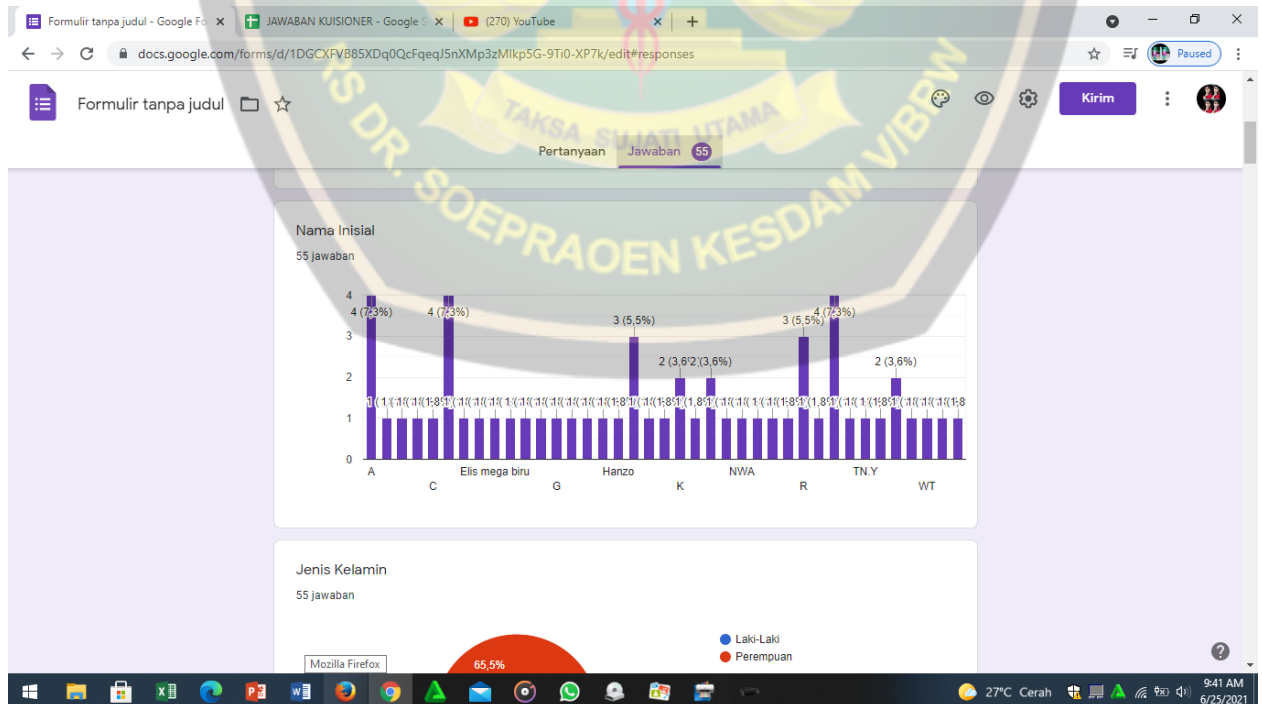 Formulir tanpa judul - Google Fo
JAWABAN KUISIONER - Google S
(270) YouTube
docs.google.com/forms/d/1DGCXFVB85XDq0QcFqeqJ5nXMp3zMIkp5G-9Ti0-XP7k/edit#responses
Paused
Formulir tanpa judul
Kirim
Pertanyaan Jawaban 55
RS DR. SOEPRAOEN KESDAM V/BRW
TAKSA SUJATI UTAMA
Nama Inisial
55 jawaban
4
4 (7,3%) 4 (7,3%) 3 (5,5%) 3 (5,5%) 4 (7,3%)
3
2 (3,6%) 2 (3,6%)
2
1
0
A Elis mega biru Hanzo NWA TN.Y
C G K R WT
Jenis Kelamin
55 jawaban
Laki-Laki
Perempuan
65,5%
Mozilla Firefox
27°C Cerah
9:41 AM
6/25/2021